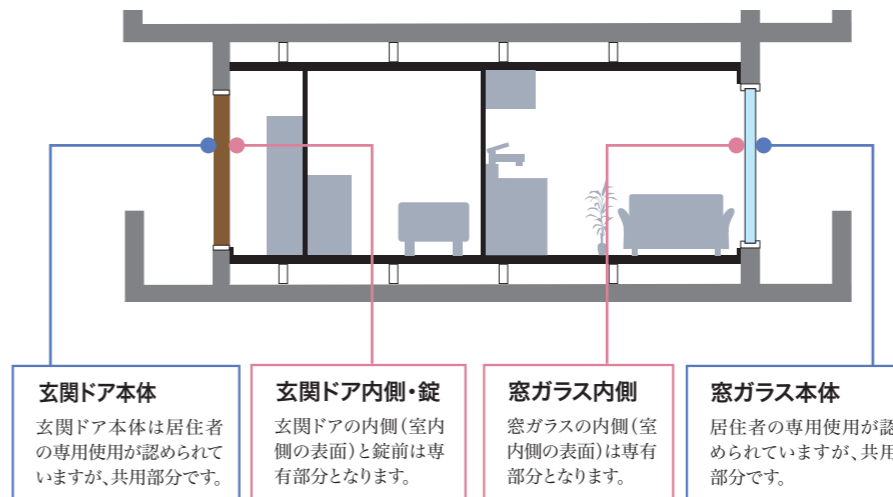 玄関ドア本体
玄関ドア本体は居住者
の専用使用が認められて
いますが、共用部分です。
玄関ドア内側・錠
玄関ドアの内側(室内
側の表面)と錠前は専
有部分となります。
窓ガラス内側
窓ガラスの内側(室
内側の表面)は専有
部分となります。
窓ガラス本体
居住者の専用使用が認
められていますが、共用
部分です。